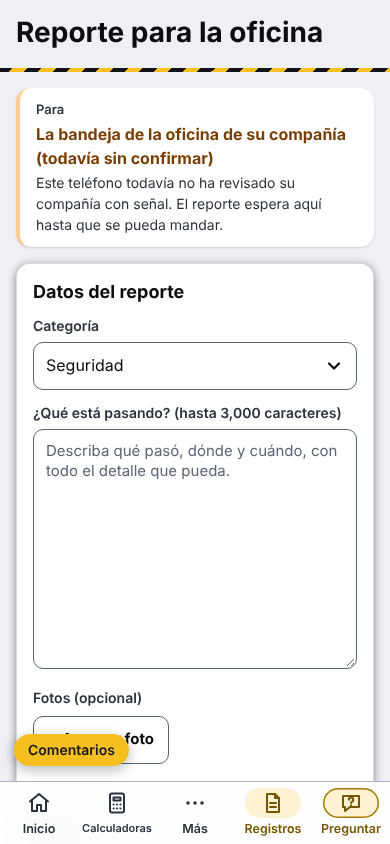 Reporte para la oficina
Para
La bandeja de la oficina de su compañía
(todavía sin confirmar)
Este teléfono todavía no ha revisado su
compañía con señal. El reporte espera aquí
hasta que se pueda mandar.
Datos del reporte
Categoría
Seguridad
¿Qué está pasando? (hasta 3,000 caracteres)
Describa qué pasó, dónde y cuándo, con
todo el detalle que pueda.
Fotos (opcional)
foto
Comentarios
Inicio
Calculadoras
Más
Registros
Preguntar